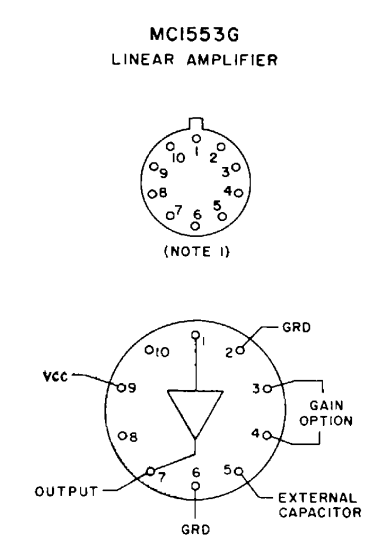 MC1553G
LINEAR AMPLIFIER
1
2
3
4
5
6
7
8
9
10
(NOTE 1)
1
10
2
GRD
VCC
9
3
GAIN
OPTION
8
4
7
6
5
OUTPUT
EXTERNAL
CAPACITOR
GRD